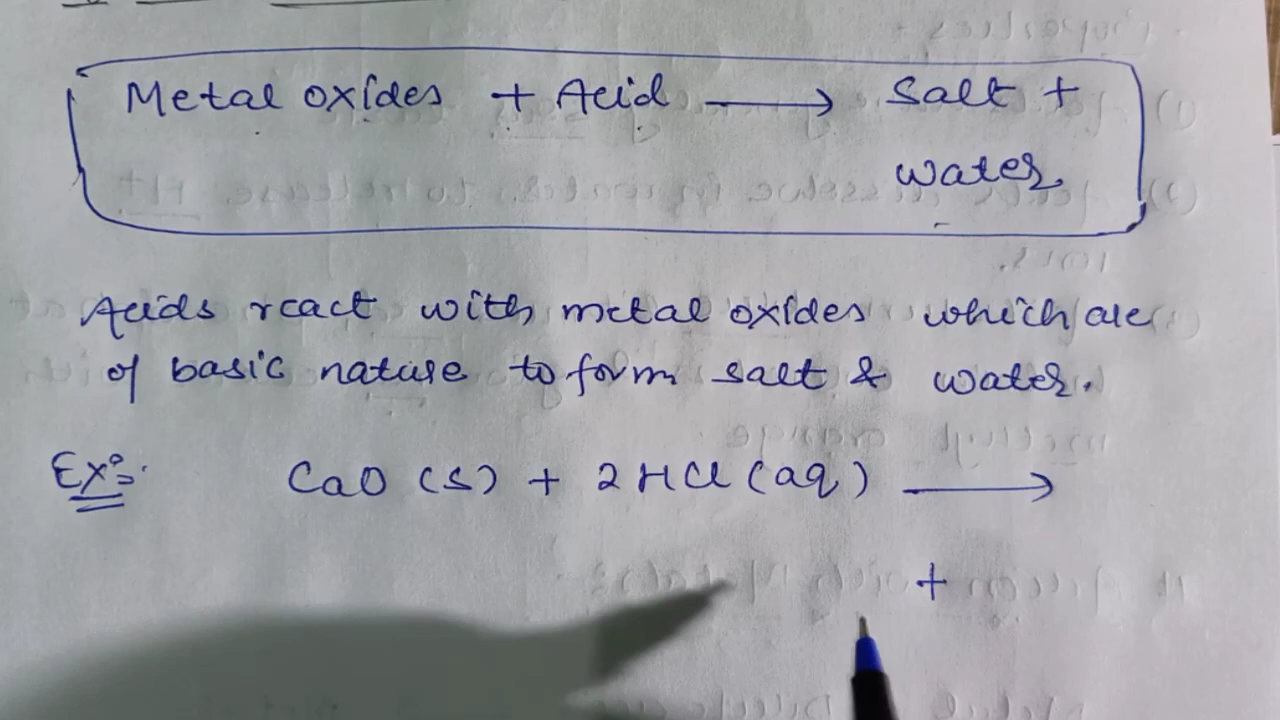 Metal oxides + Acid ⟶ Salt +
water
Acids react with metal oxides which are
of basic nature to form salt & water.
Ex:- CaO (s) + 2HCl (aq) ⟶
+